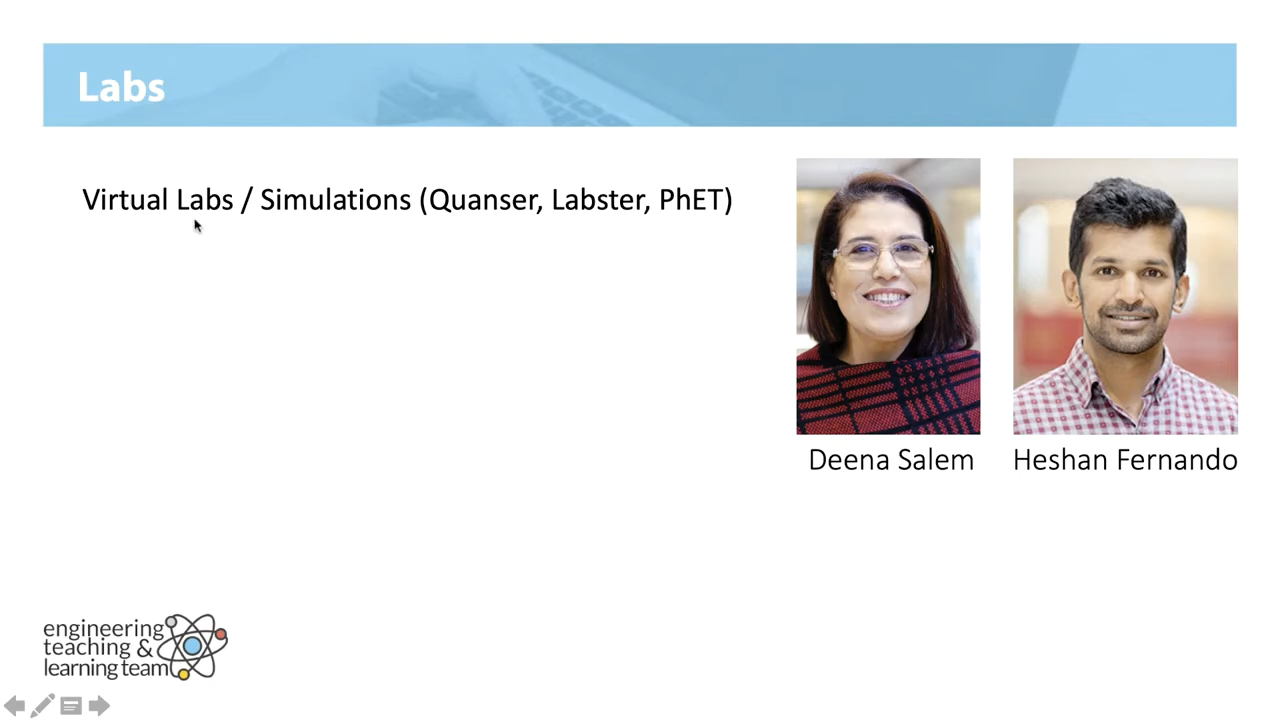 Labs
Virtual Labs / Simulations (Quanser, Labster, PhET)
Deena Salem
Heshan Fernando
engineering
teaching &
learning team